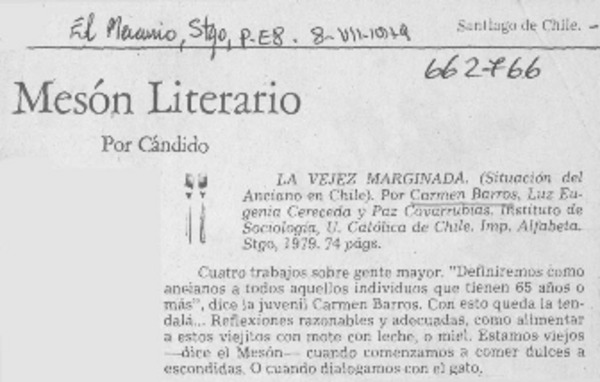 El Mercurio, Stgo, P.E8. 8-VII-1979
Santiago de Chile. -
662766
Mesón Literario
Por Cándido
LA VEJEZ MARGINADA. (Situación del
Anciano en Chile). Por Carmen Barros, Luz Eu-
genia Cereceda y Paz Covarrubias. Instituto de
Sociología, U. Católica de Chile. Imp. Alfabeta.
Stgo, 1979. 74 págs.
Cuatro trabajos sobre gente mayor. "Definiremos como
ancianos a todos aquellos individuos que tienen 65 años o
más", dice la juvenil Carmen Barros. Con esto queda la ten-
dalá... Reflexiones razonables y adecuadas, como alimentar
a estos viejitos con mote con leche, o miel. Estamos viejos
—dice el Mesón— cuando comenzamos a comer dulces a
escondidas. O cuando dialogamos con el gato.